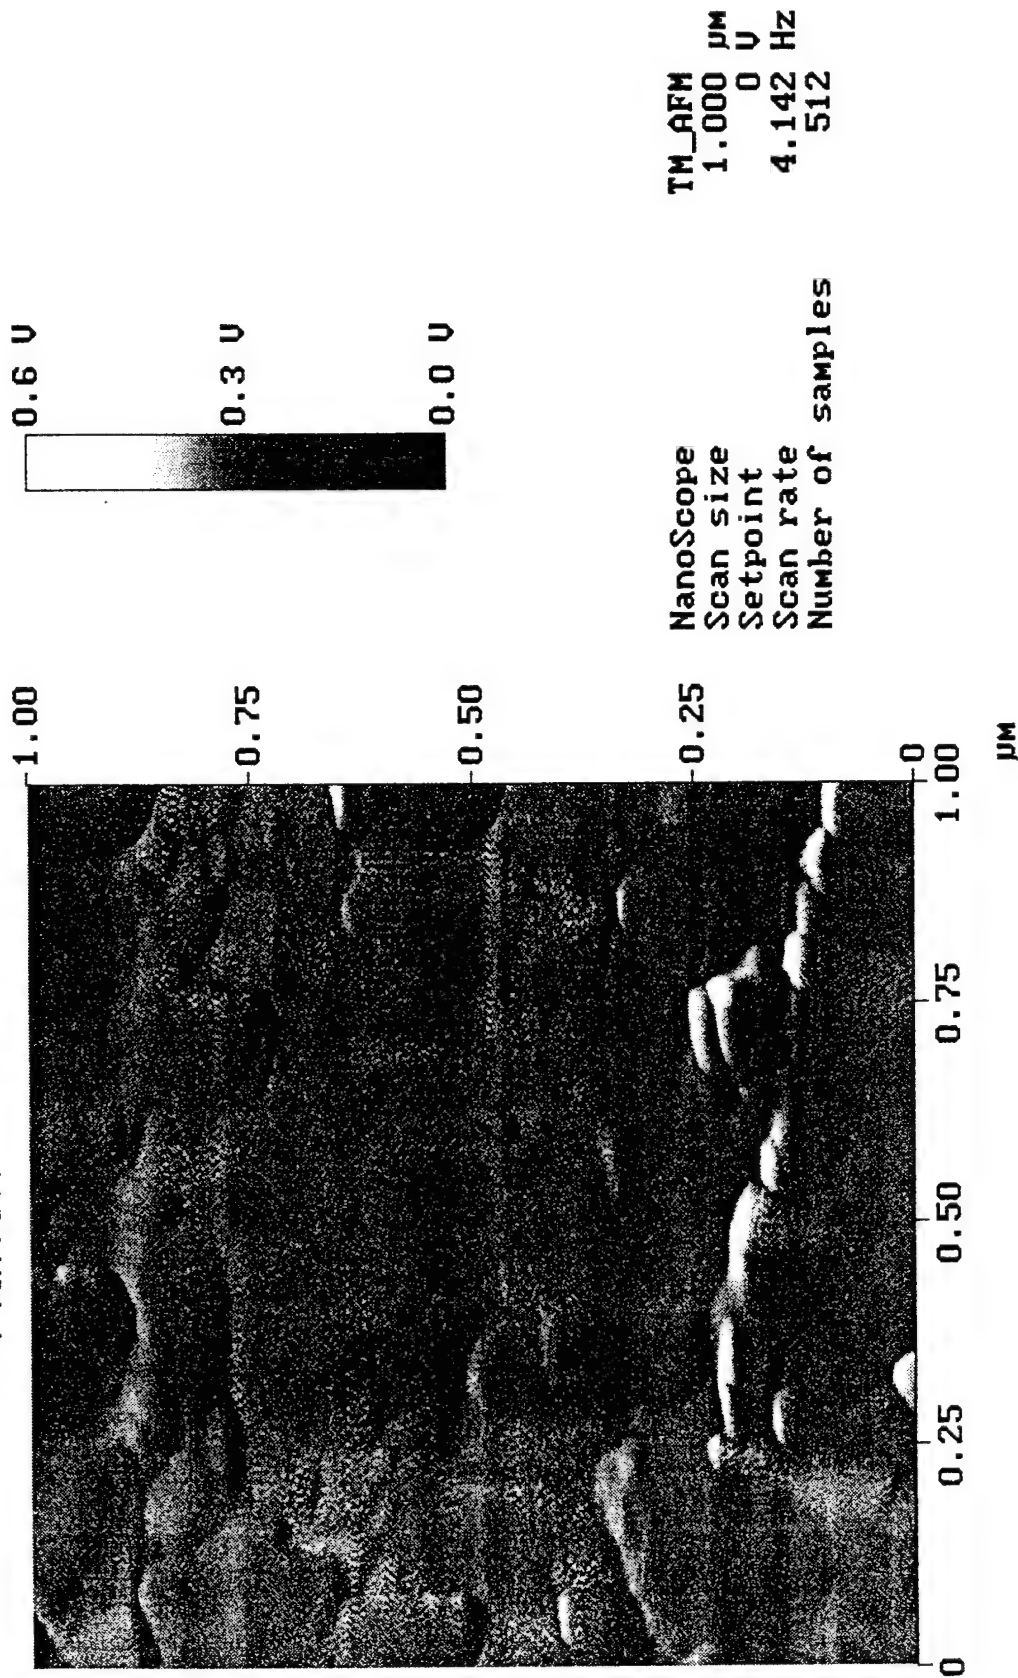 0.6 V
0.3 V
0.0 V
1.00
0.75
0.50
0.25
0
0
0.25
0.50
0.75
1.00
µM
NanoScope TM_AFM
Scan size 1.000 µM
Setpoint 0 V
Scan rate 4.142 Hz
Number of samples 512